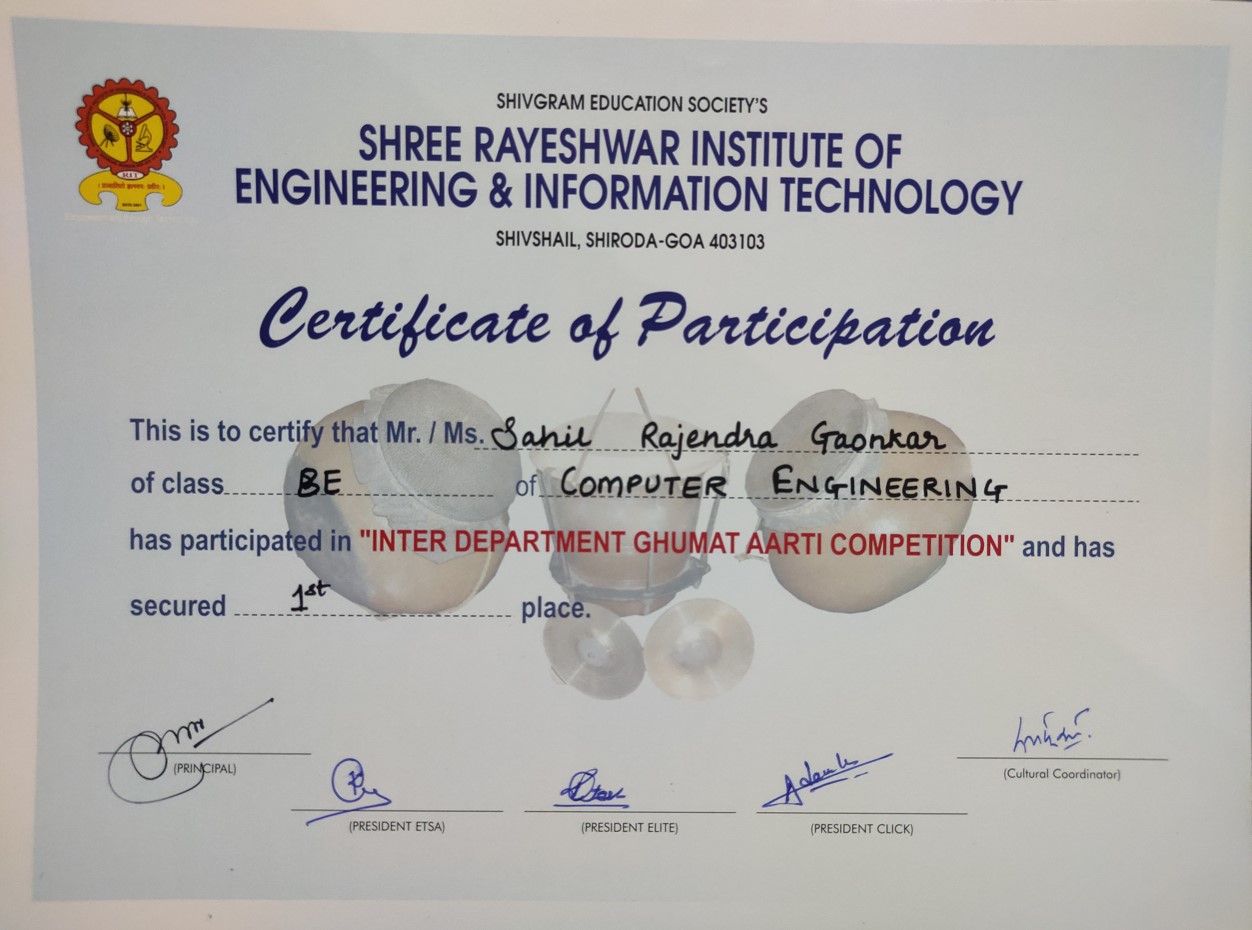 SHIVGRAM EDUCATION SOCIETY'S
SHREE RAYESHWAR INSTITUTE OF
ENGINEERING & INFORMATION TECHNOLOGY
SHIVSHAIL, SHIRODA-GOA 403103
RIT
Certificate of Participation
This is to certify that Mr. / Ms. Sahil Rajendra Gaonkar
of class BE of COMPUTER ENGINEERING
has participated in "INTER DEPARTMENT GHUMAT AARTI COMPETITION" and has
secured 1st place.
(PRINCIPAL)
(PRESIDENT ETSA)
(PRESIDENT ELITE)
(PRESIDENT CLICK)
(Cultural Coordinator)